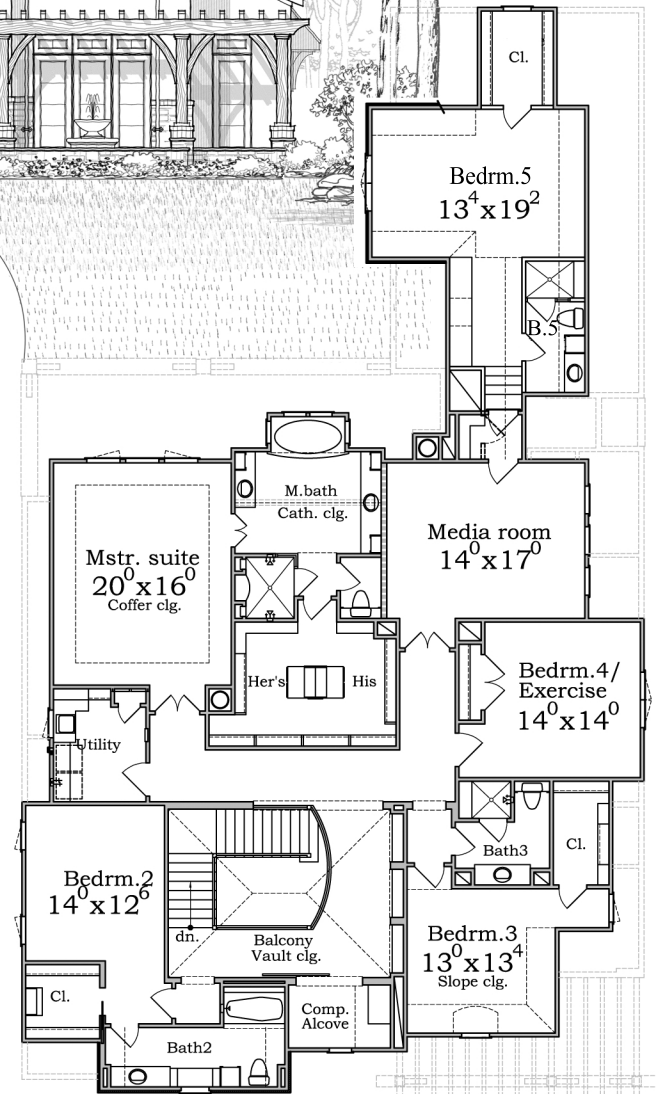 Cl.
Bedrm.5
13⁴x19²
B.5
M.bath
Cath. clg.
Mstr. suite
20⁰x16⁰
Coffer clg.
Media room
14⁰x17⁰
Her's
His
Bedrm.4/
Exercise
14⁰x14⁰
Utility
Bath3
Cl.
Bedrm.2
14⁰x12⁶
dn.
Balcony
Vault clg.
Bedrm.3
13⁰x13⁴
Slope clg.
Cl.
Comp.
Alcove
Bath2